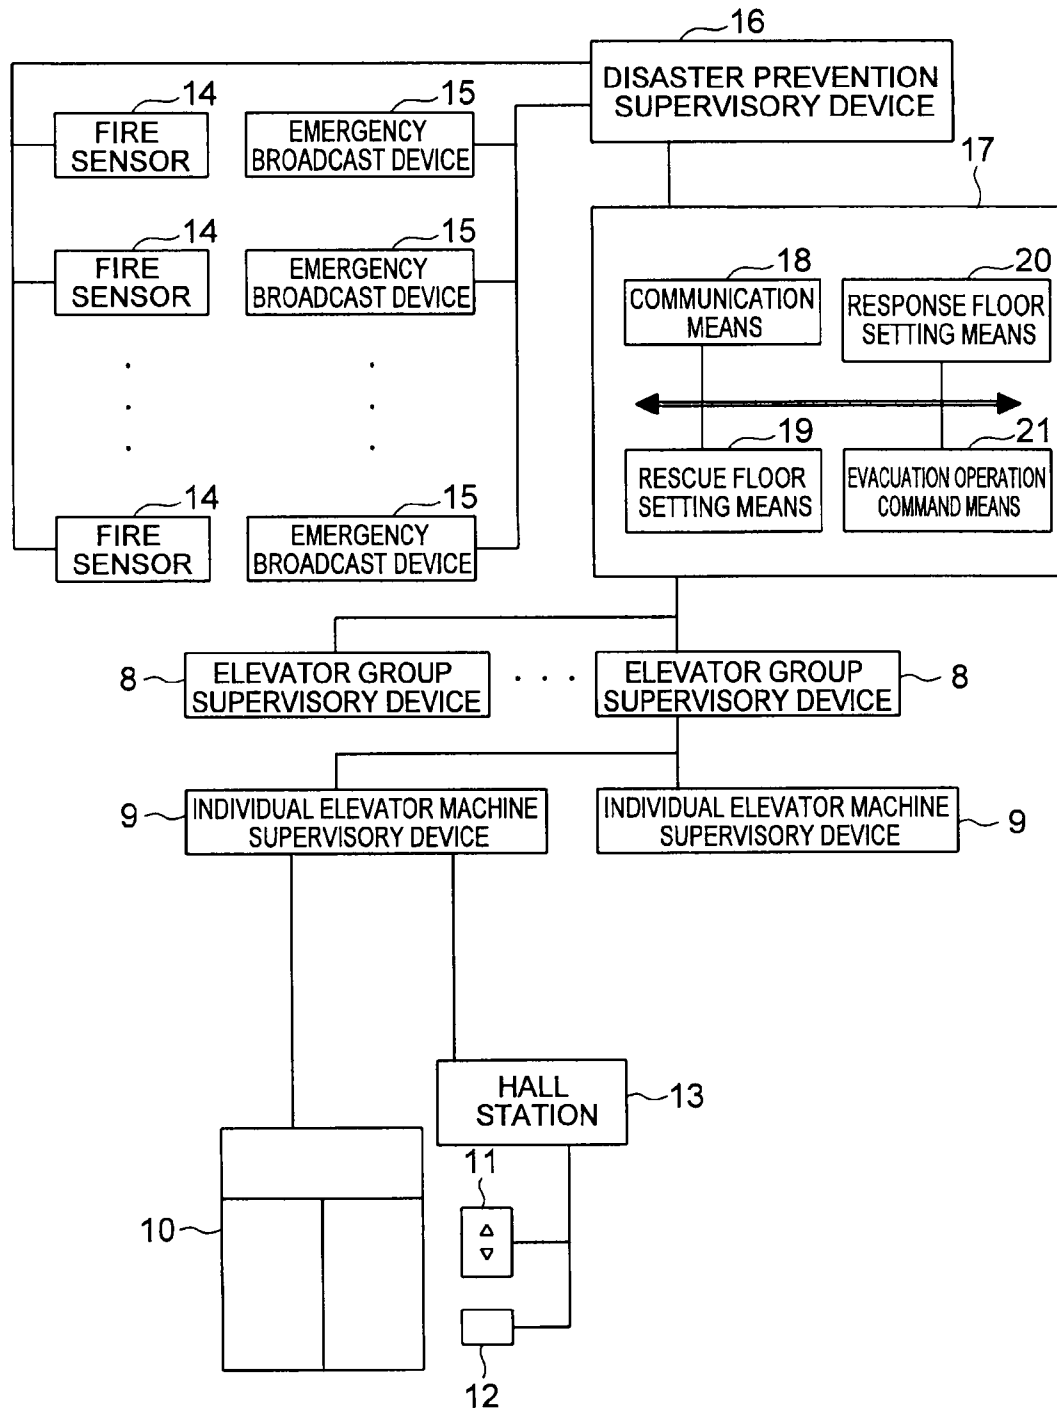 16
DISASTER PREVENTION
SUPERVISORY DEVICE
14
FIRE
SENSOR
15
EMERGENCY
BROADCAST DEVICE
17
14
FIRE
SENSOR
15
EMERGENCY
BROADCAST DEVICE
18
COMMUNICATION
MEANS
20
RESPONSE FLOOR
SETTING MEANS
19
RESCUE FLOOR
SETTING MEANS
21
EVACUATION OPERATION
COMMAND MEANS
14
FIRE
SENSOR
15
EMERGENCY
BROADCAST DEVICE
8
ELEVATOR GROUP
SUPERVISORY DEVICE
ELEVATOR GROUP
SUPERVISORY DEVICE
8
9
INDIVIDUAL ELEVATOR MACHINE
SUPERVISORY DEVICE
INDIVIDUAL ELEVATOR MACHINE
SUPERVISORY DEVICE
9
HALL
STATION
13
11
10
12